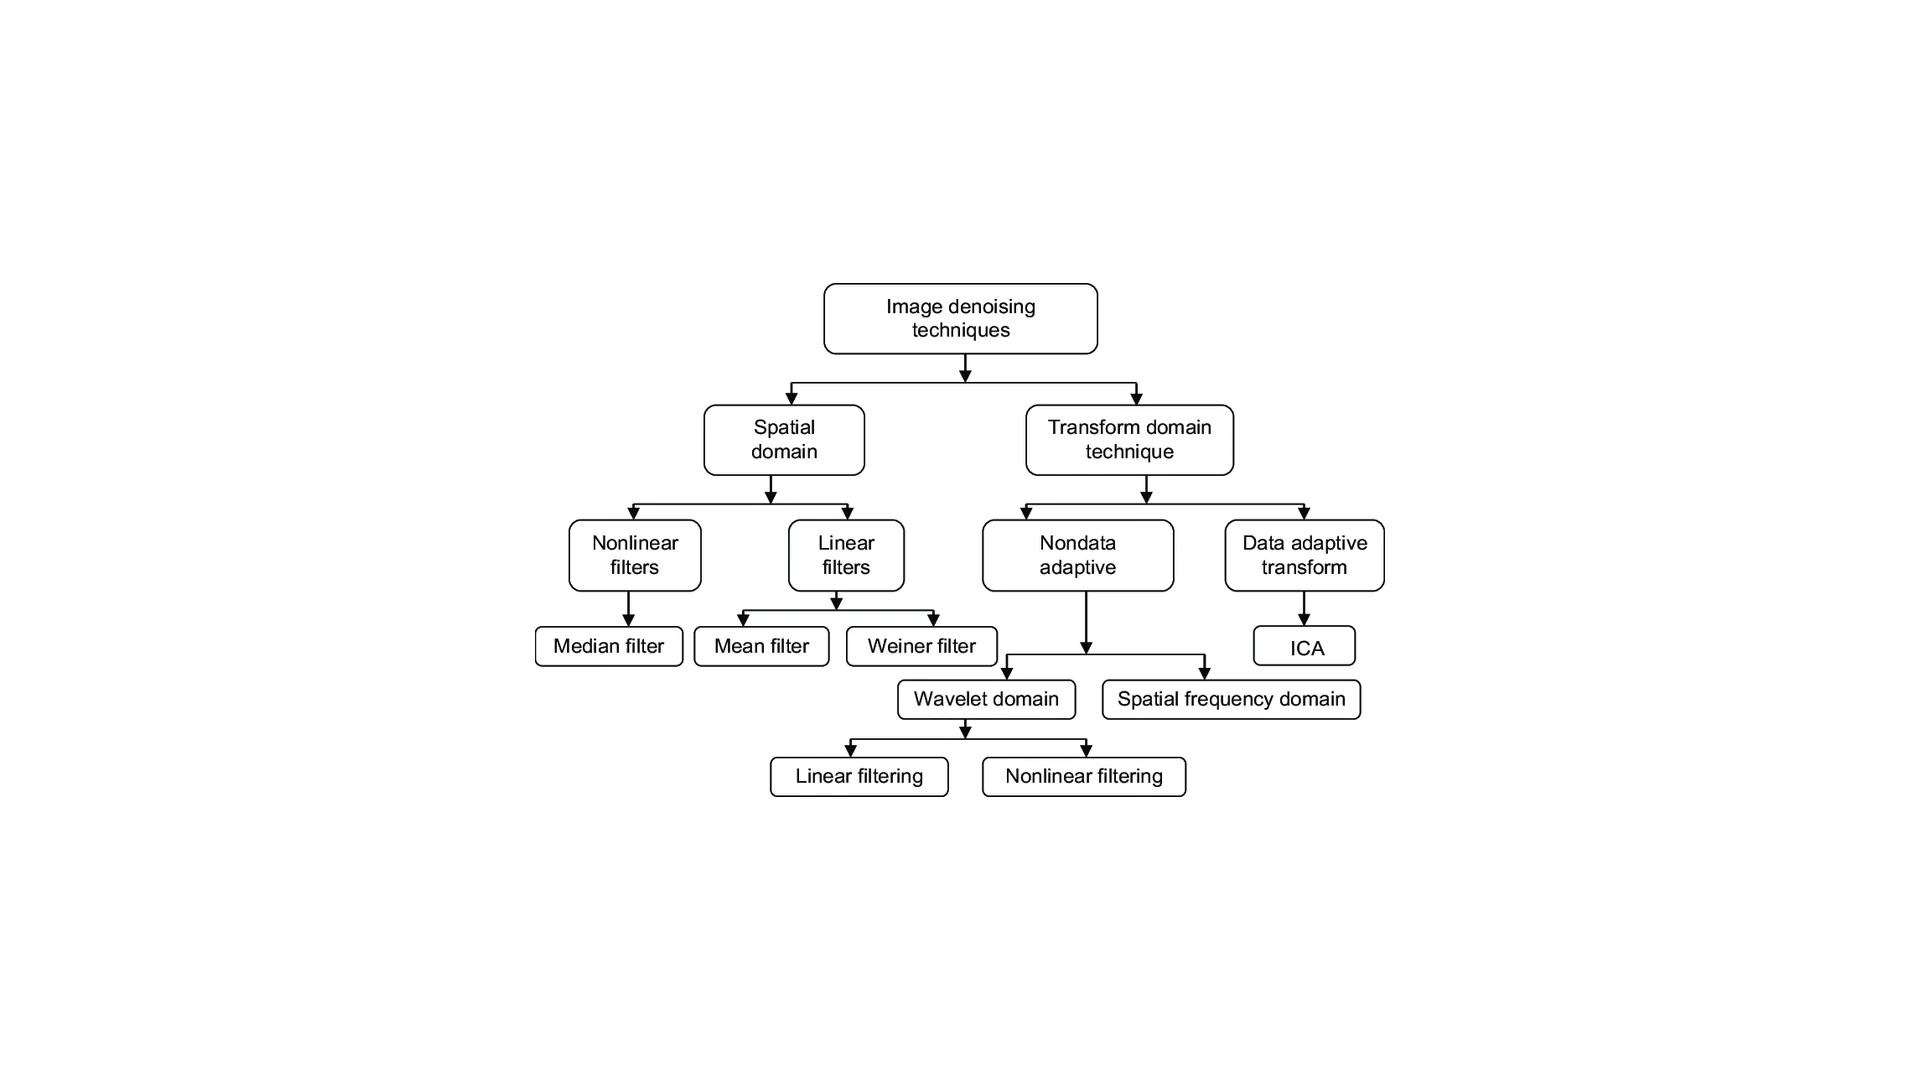 Image denoising
techniques
Spatial
domain
Transform domain
technique
Nonlinear
filters
Linear
filters
Nondata
adaptive
Data adaptive
transform
Median filter
Mean filter
Weiner filter
ICA
Wavelet domain
Spatial frequency domain
Linear filtering
Nonlinear filtering